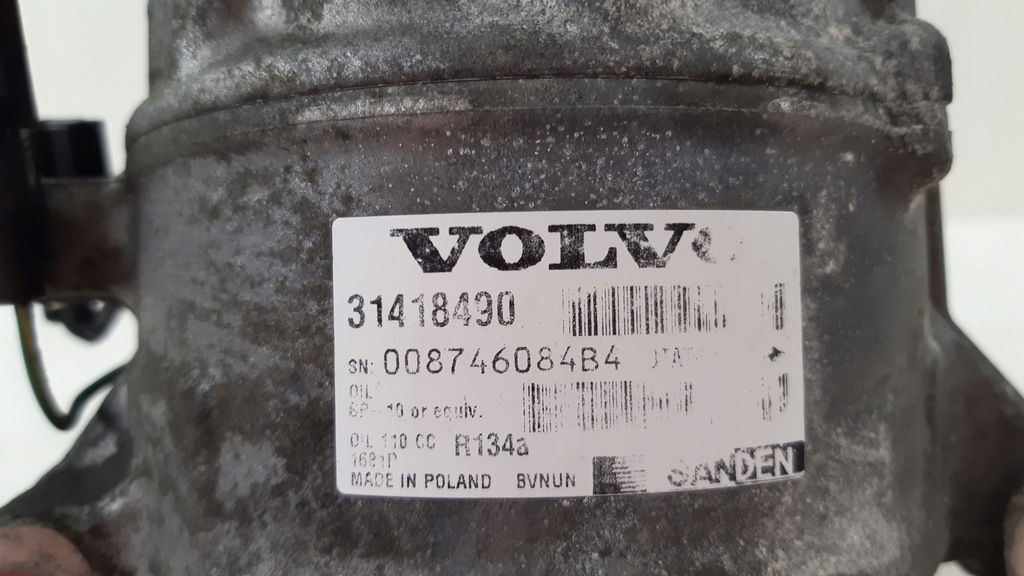 VOLVO
31418490
SN: 008746084B4
OIL
SP-10 or equiv.
OIL 110 CC R134a
MADE IN POLAND BVNUN SANDEN